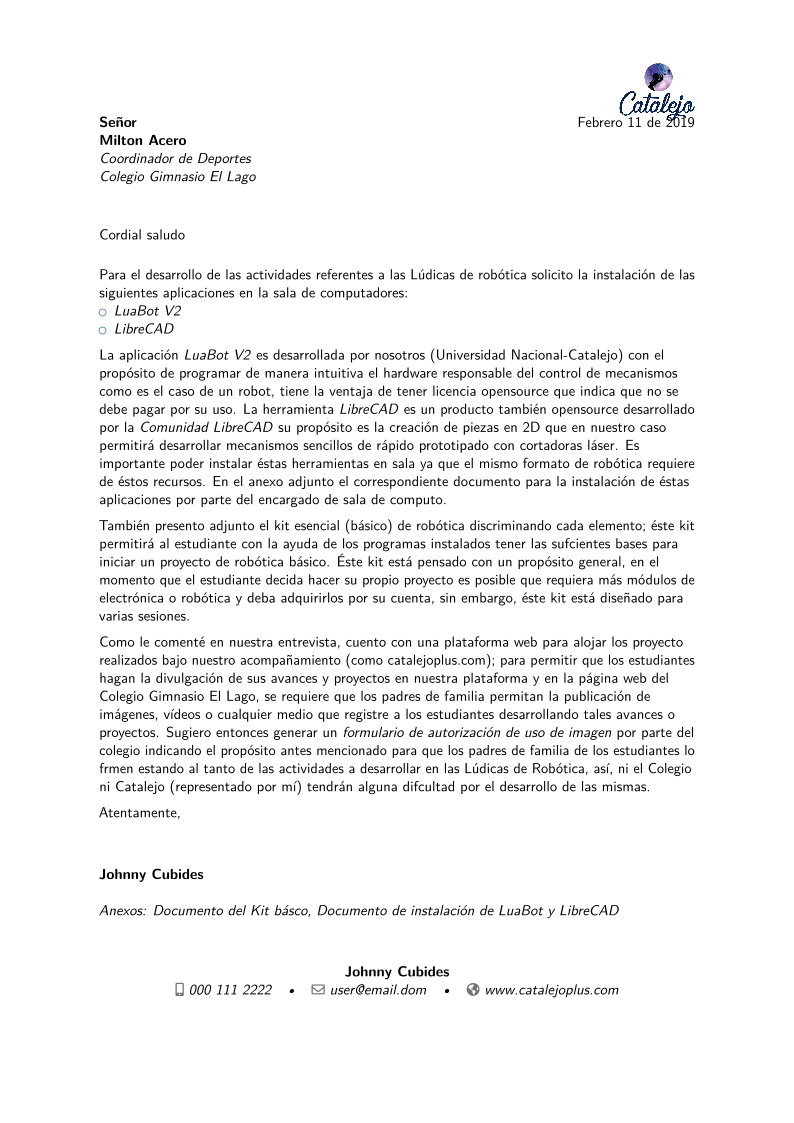 Catalejo
Febrero 11 de 2019
Señor
Milton Acero
Coordinador de Deportes
Colegio Gimnasio El Lago
Cordial saludo
Para el desarrollo de las actividades referentes a las Lúdicas de robótica solicito la instalación de las
siguientes aplicaciones en la sala de computadores:
○ LuaBot V2
○ LibreCAD
La aplicación LuaBot V2 es desarrollada por nosotros (Universidad Nacional-Catalejo) con el
propósito de programar de manera intuitiva el hardware responsable del control de mecanismos
como es el caso de un robot, tiene la ventaja de tener licencia opensource que indica que no se
debe pagar por su uso. La herramienta LibreCAD es un producto también opensource desarrollado
por la Comunidad LibreCAD su propósito es la creación de piezas en 2D que en nuestro caso
permitirá desarrollar mecanismos sencillos de rápido prototipado con cortadoras láser. Es
importante poder instalar éstas herramientas en sala ya que el mismo formato de robótica requiere
de éstos recursos. En el anexo adjunto el correspondiente documento para la instalación de éstas
aplicaciones por parte del encargado de sala de computo.
También presento adjunto el kit esencial (básico) de robótica discriminando cada elemento; éste kit
permitirá al estudiante con la ayuda de los programas instalados tener las sufcientes bases para
iniciar un proyecto de robótica básico. Éste kit está pensado con un propósito general, en el
momento que el estudiante decida hacer su propio proyecto es posible que requiera más módulos de
electrónica o robótica y deba adquirirlos por su cuenta, sin embargo, éste kit está diseñado para
varias sesiones.
Como le comenté en nuestra entrevista, cuento con una plataforma web para alojar los proyecto
realizados bajo nuestro acompañamiento (como catalejoplus.com); para permitir que los estudiantes
hagan la divulgación de sus avances y proyectos en nuestra plataforma y en la página web del
Colegio Gimnasio El Lago, se requiere que los padres de familia permitan la publicación de
imágenes, vídeos o cualquier medio que registre a los estudiantes desarrollando tales avances o
proyectos. Sugiero entonces generar un formulario de autorización de uso de imagen por parte del
colegio indicando el propósito antes mencionado para que los padres de familia de los estudiantes lo
frmen estando al tanto de las actividades a desarrollar en las Lúdicas de Robótica, así, ni el Colegio
ni Catalejo (representado por mí) tendrán alguna difcultad por el desarrollo de las mismas.
Atentamente,
Johnny Cubides
Anexos: Documento del Kit básco, Documento de instalación de LuaBot y LibreCAD
Johnny Cubides
000 111 2222 • user@email.dom • www.catalejoplus.com